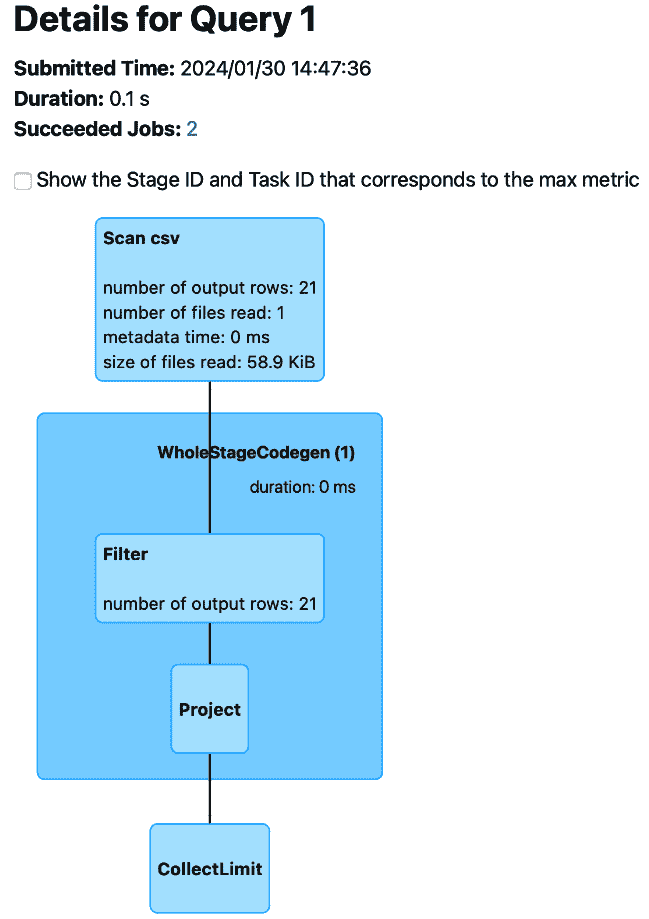 Details for Query 1
Submitted Time: 2024/01/30 14:47:36
Duration: 0.1 s
Succeeded Jobs: 2
Show the Stage ID and Task ID that corresponds to the max metric
Scan csv
number of output rows: 21
number of files read: 1
metadata time: 0 ms
size of files read: 58.9 KiB
WholeStageCodegen (1)
duration: 0 ms
Filter
number of output rows: 21
Project
CollectLimit